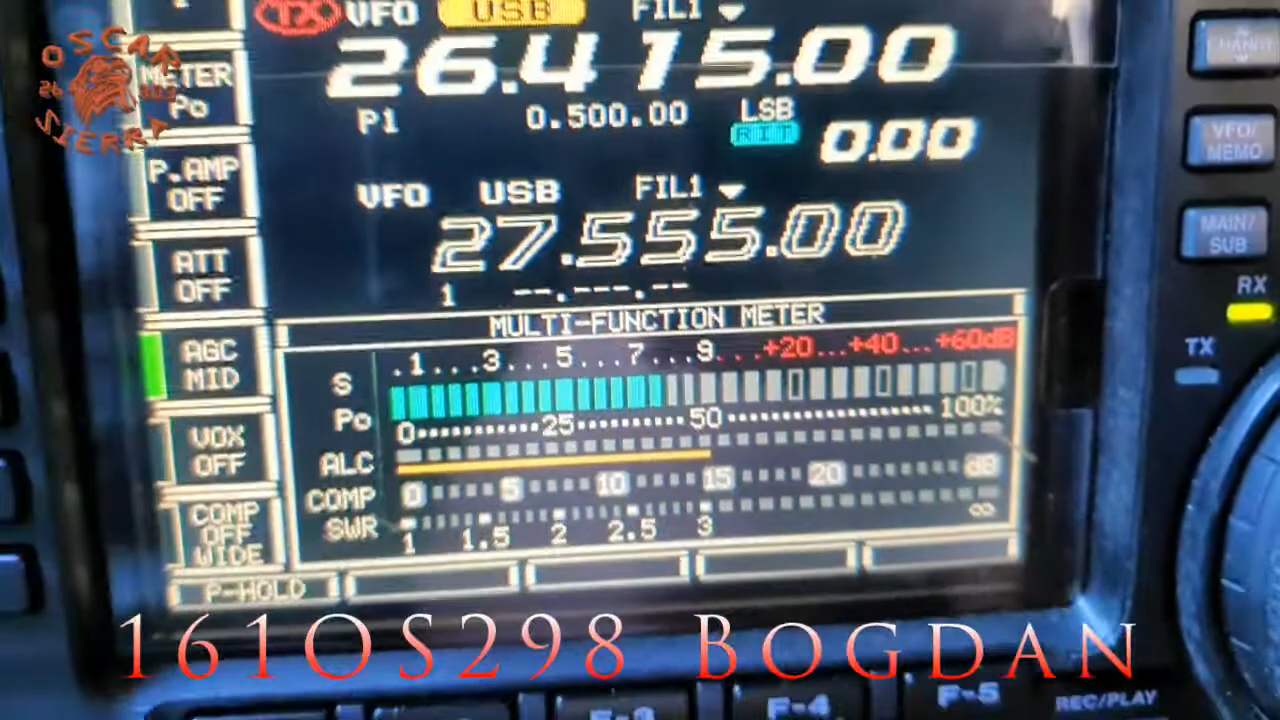 TX VFO USB FIL1
26.415.00
P1 0.500.00 LSB
RIT 0.00
VFO USB FIL1
27.555.00
1 --.---.--
OSCAR
26 415
SIERRA
METER
Po
P.AMP
OFF
ATT
OFF
AGC
MID
VOX
OFF
COMP
OFF
WIDE
MULTI-FUNCTION METER
.1...3...5...7...9...+20...+40...+60dB
S
Po 0 25 50 100%
ALC
COMP 0 5 10 15 20 dB
SWR 1 1.5 2 2.5 3 ∞
P-HOLD
CHANGE
VFO/
MEMO
MAIN/
SUB
RX
TX
161OS298 BOGDAN
F-3 F-4 F-5 REC/PLAY